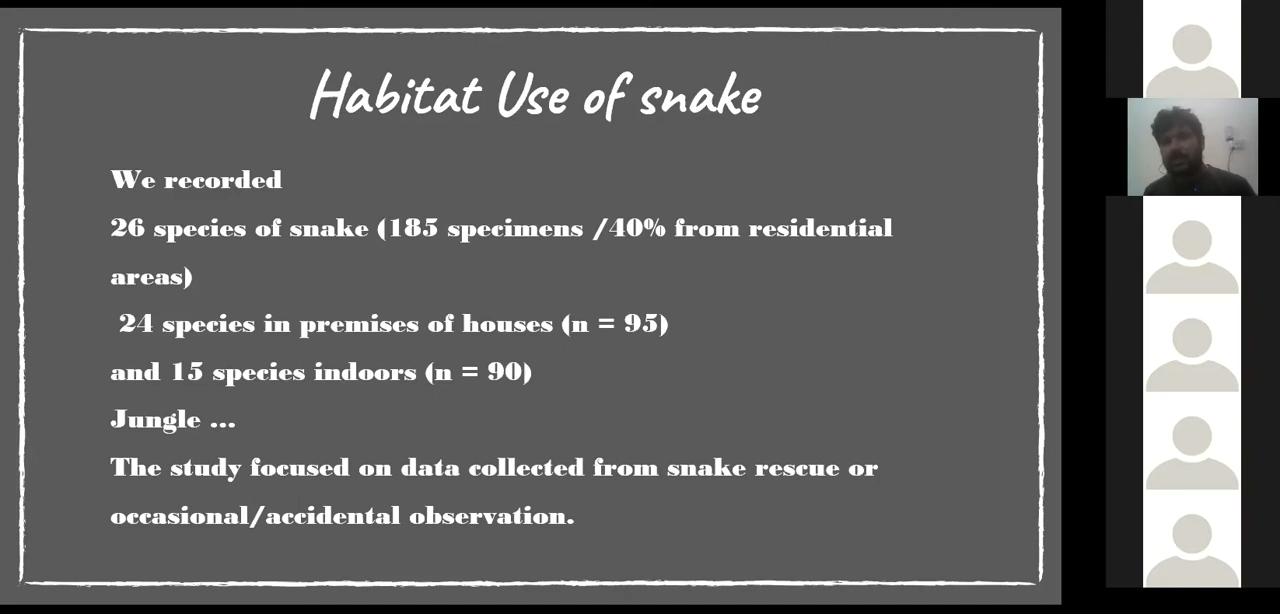 Habitat Use of snake
We recorded
26 species of snake (185 specimens /40% from residential
areas)
24 species in premises of houses (n = 95)
and 15 species indoors (n = 90)
Jungle ...
The study focused on data collected from snake rescue or
occasional/accidental observation.